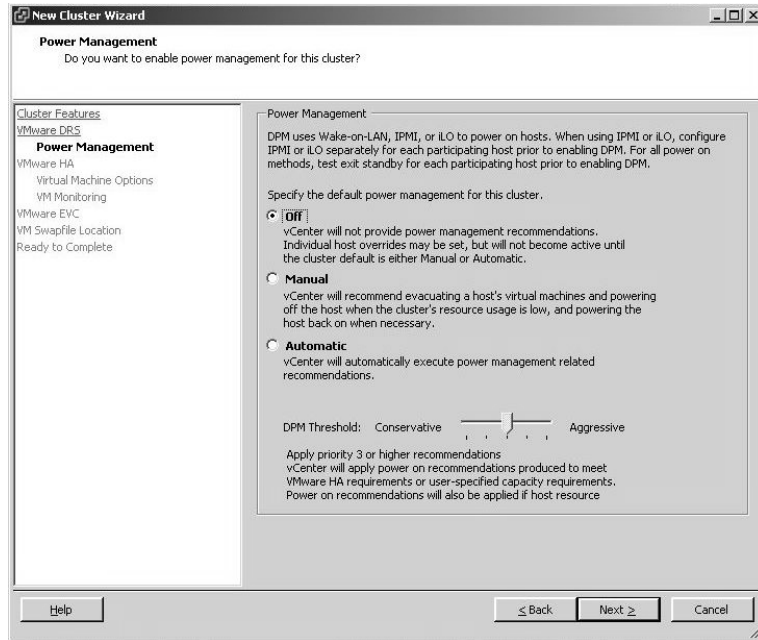 New Cluster Wizard
Power Management
Do you want to enable power management for this cluster?
Cluster Features
VMware DRS
Power Management
VMware HA
Virtual Machine Options
VM Monitoring
VMware EVC
VM Swapfile Location
Ready to Complete
Power Management
DPM uses Wake-on-LAN, IPMI, or iLO to power on hosts. When using IPMI or iLO, configure
IPMI or iLO separately for each participating host prior to enabling DPM. For all power on
methods, test exit standby for each participating host prior to enabling DPM.
Specify the default power management for this cluster.
Off
vCenter will not provide power management recommendations.
Individual host overrides may be set, but will not become active until
the cluster default is either Manual or Automatic.
Manual
vCenter will recommend evacuating a host's virtual machines and powering
off the host when the cluster's resource usage is low, and powering the
host back on when necessary.
Automatic
vCenter will automatically execute power management related
recommendations.
DPM Threshold: Conservative Aggressive
Apply priority 3 or higher recommendations
vCenter will apply power on recommendations produced to meet
VMware HA requirements or user-specified capacity requirements.
Power on recommendations will also be applied if host resource
Help
< Back
Next >
Cancel